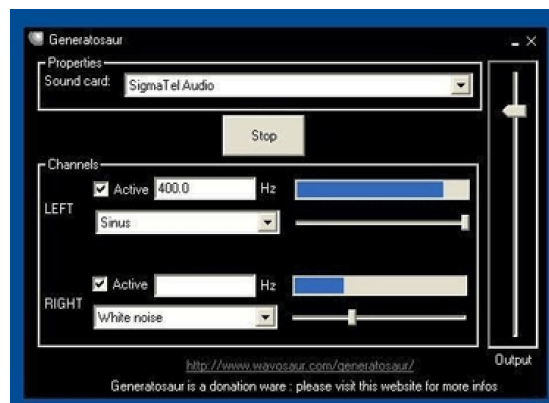 Generatosaur
Properties
Sound card: SigmaTel Audio
Stop
Channels
Active 400.0 Hz
LEFT
Sinus
Active Hz
RIGHT
White noise
Output
http://www.wavosaur.com/generatosaur/
Generatosaur is a donation ware : please visit this website for more infos